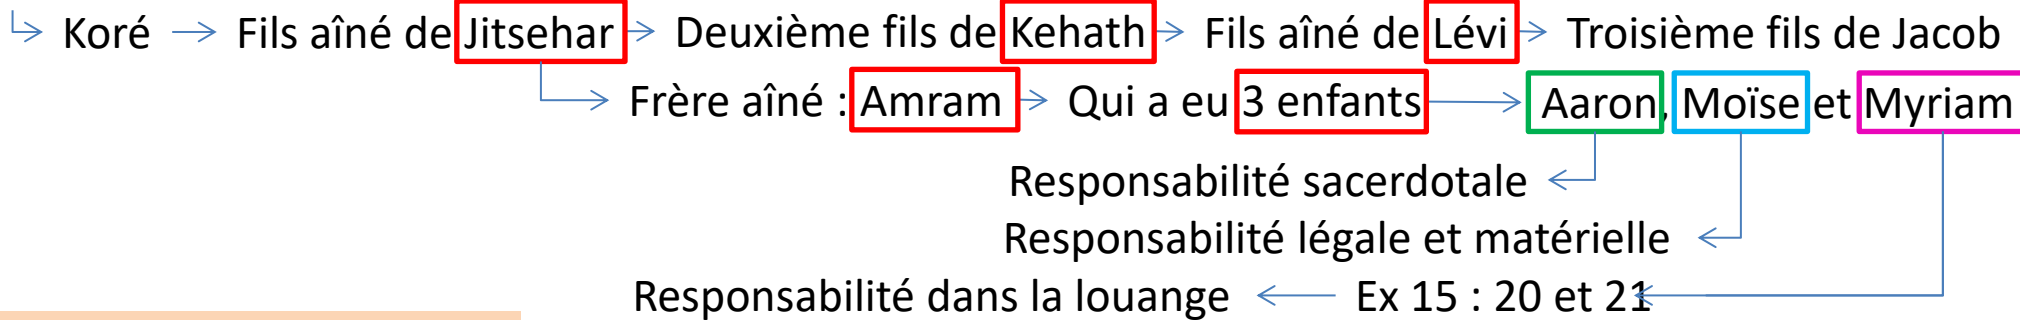 Koré Fils aîné de Jitsehar Deuxième fils de Kehath Fils aîné de Lévi Troisième fils de Jacob
Frère aîné : Amram Qui a eu 3 enfants Aaron, Moïse et Myriam
Responsabilité sacerdotale
Responsabilité légale et matérielle
Responsabilité dans la louange Ex 15 : 20 et 21